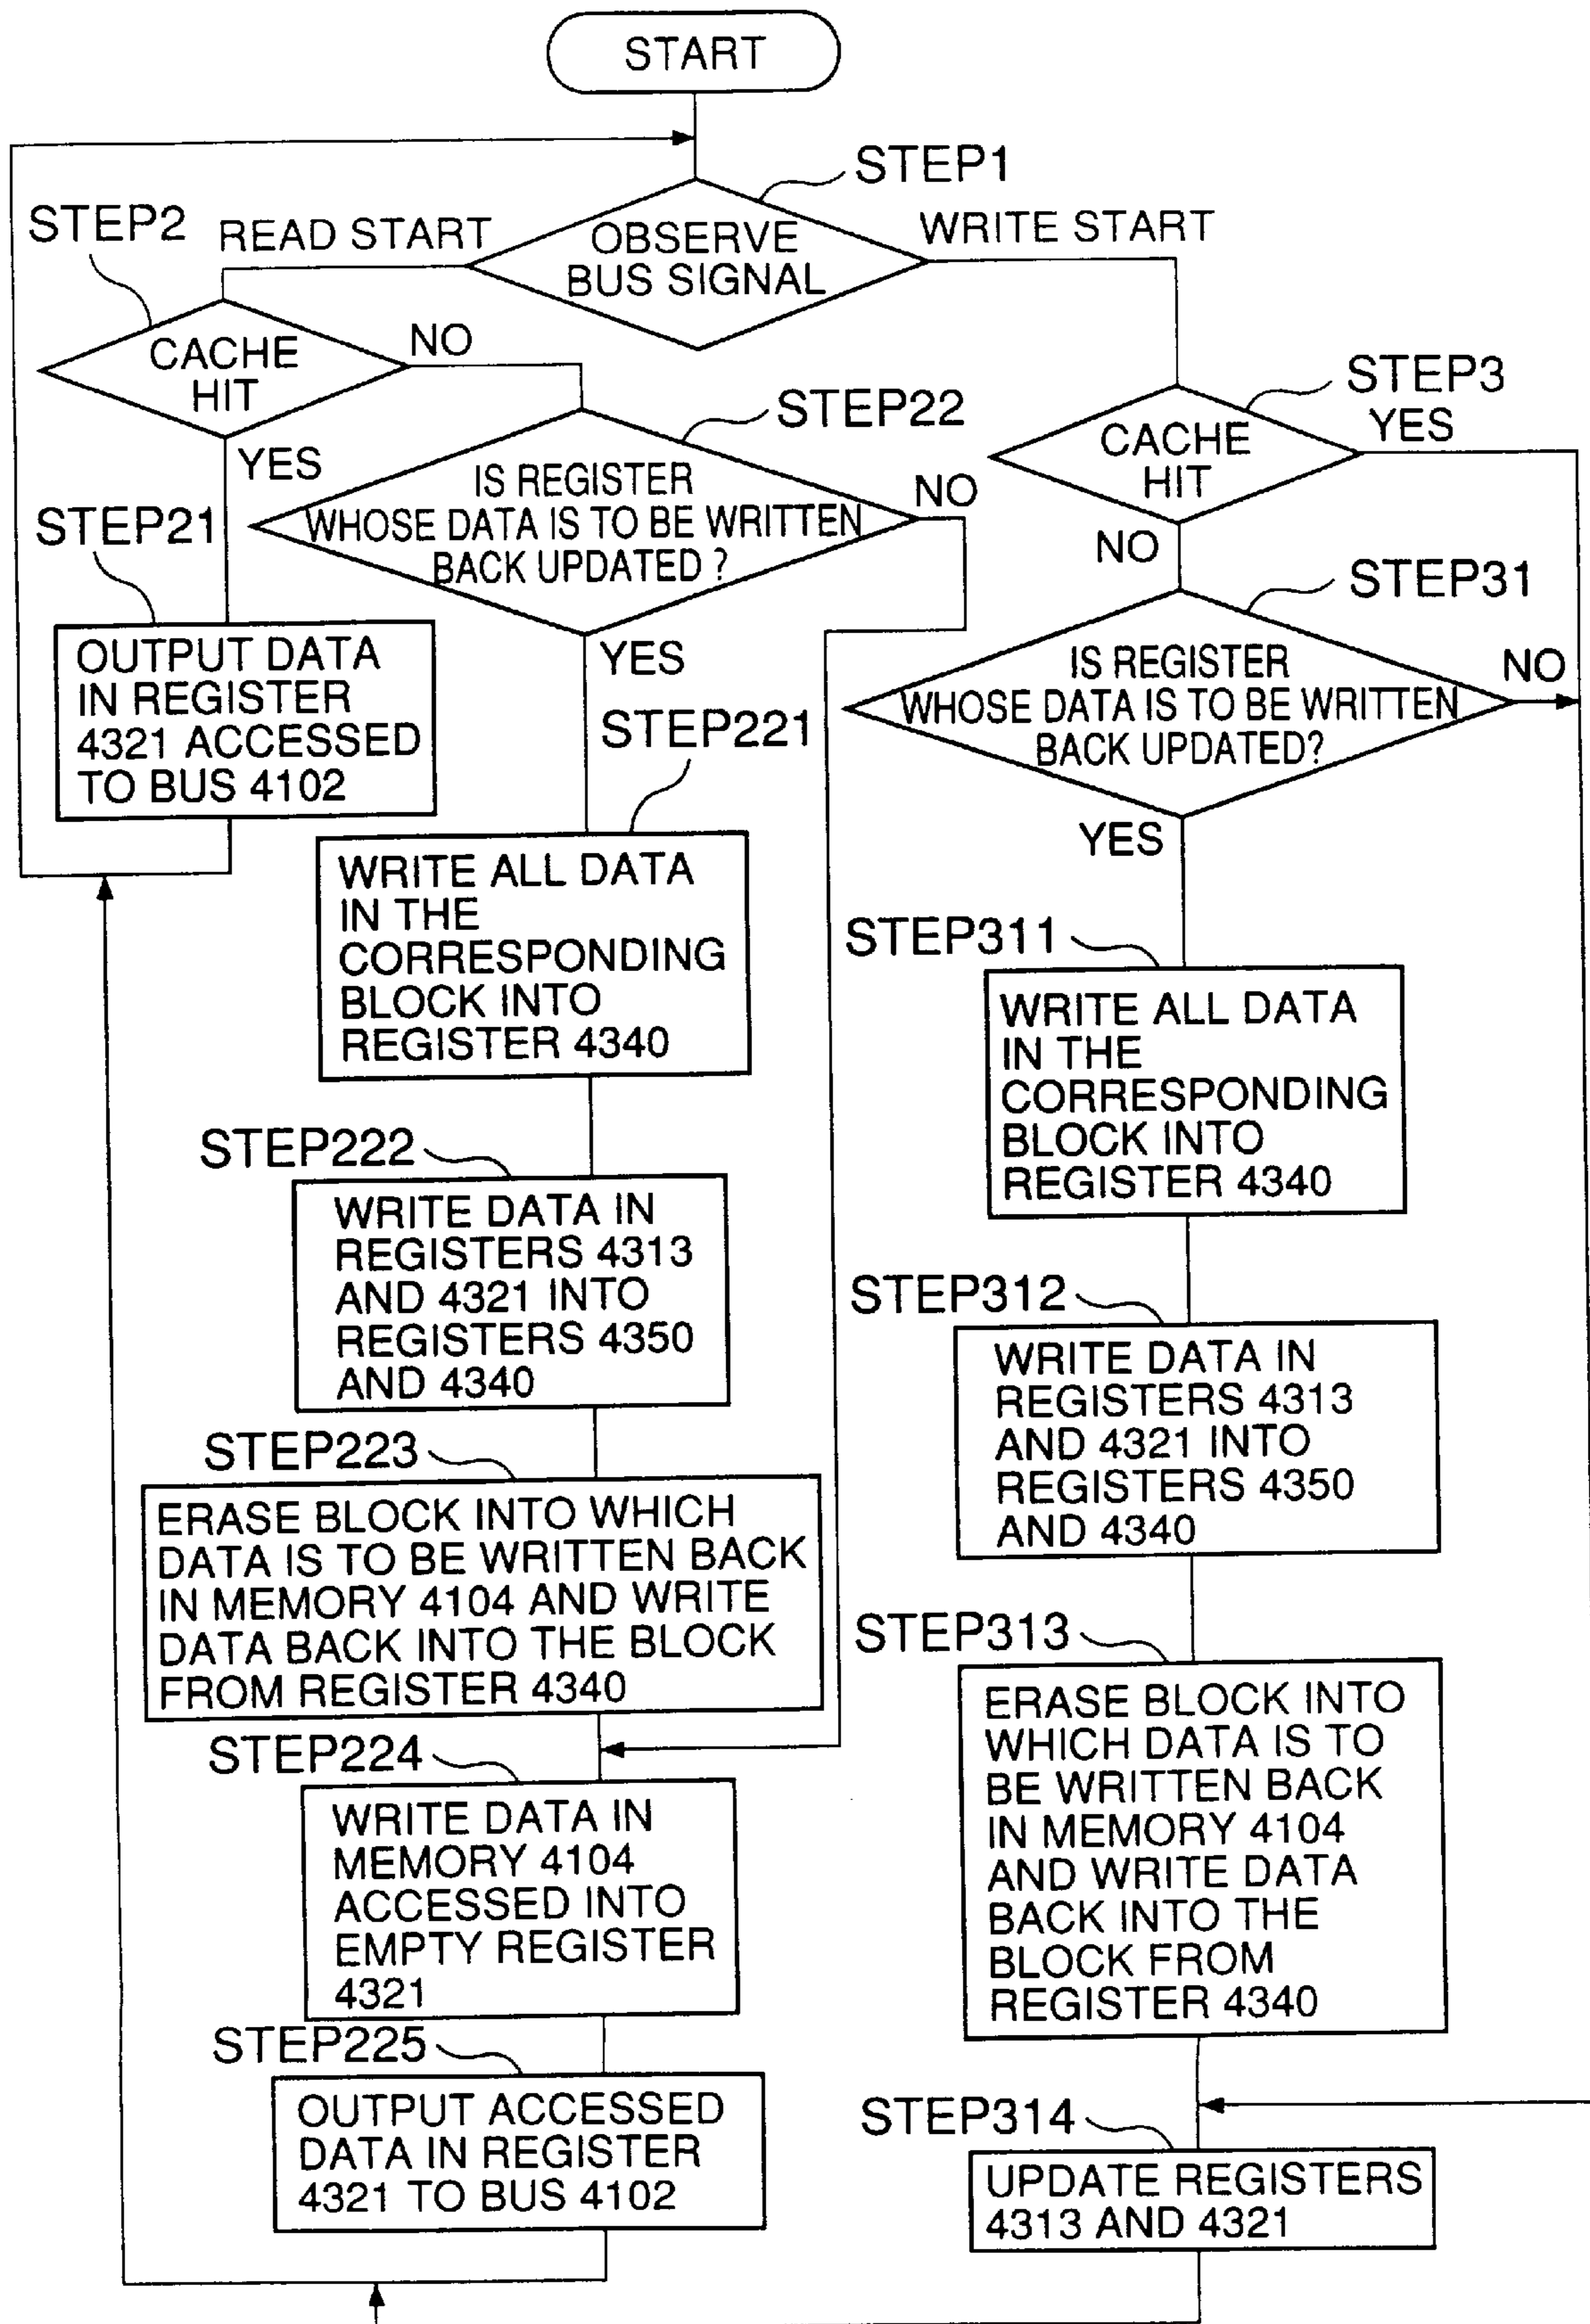 START
STEP1
OBSERVE
BUS SIGNAL
READ START
WRITE START
STEP2
CACHE
HIT
NO
YES
STEP21
OUTPUT DATA
IN REGISTER
4321 ACCESSED
TO BUS 4102
STEP22
IS REGISTER
WHOSE DATA IS TO BE WRITTEN
BACK UPDATED ?
NO
YES
STEP221
WRITE ALL DATA
IN THE
CORRESPONDING
BLOCK INTO
REGISTER 4340
STEP222
WRITE DATA IN
REGISTERS 4313
AND 4321 INTO
REGISTERS 4350
AND 4340
STEP223
ERASE BLOCK INTO WHICH
DATA IS TO BE WRITTEN BACK
IN MEMORY 4104 AND WRITE
DATA BACK INTO THE BLOCK
FROM REGISTER 4340
STEP224
WRITE DATA IN
MEMORY 4104
ACCESSED INTO
EMPTY REGISTER
4321
STEP225
OUTPUT ACCESSED
DATA IN REGISTER
4321 TO BUS 4102
STEP3
CACHE
HIT
YES
NO
STEP31
IS REGISTER
WHOSE DATA IS TO BE WRITTEN
BACK UPDATED?
NO
YES
STEP311
WRITE ALL DATA
IN THE
CORRESPONDING
BLOCK INTO
REGISTER 4340
STEP312
WRITE DATA IN
REGISTERS 4313
AND 4321 INTO
REGISTERS 4350
AND 4340
STEP313
ERASE BLOCK INTO
WHICH DATA IS TO
BE WRITTEN BACK
IN MEMORY 4104
AND WRITE DATA
BACK INTO THE
BLOCK FROM
REGISTER 4340
STEP314
UPDATE REGISTERS
4313 AND 4321